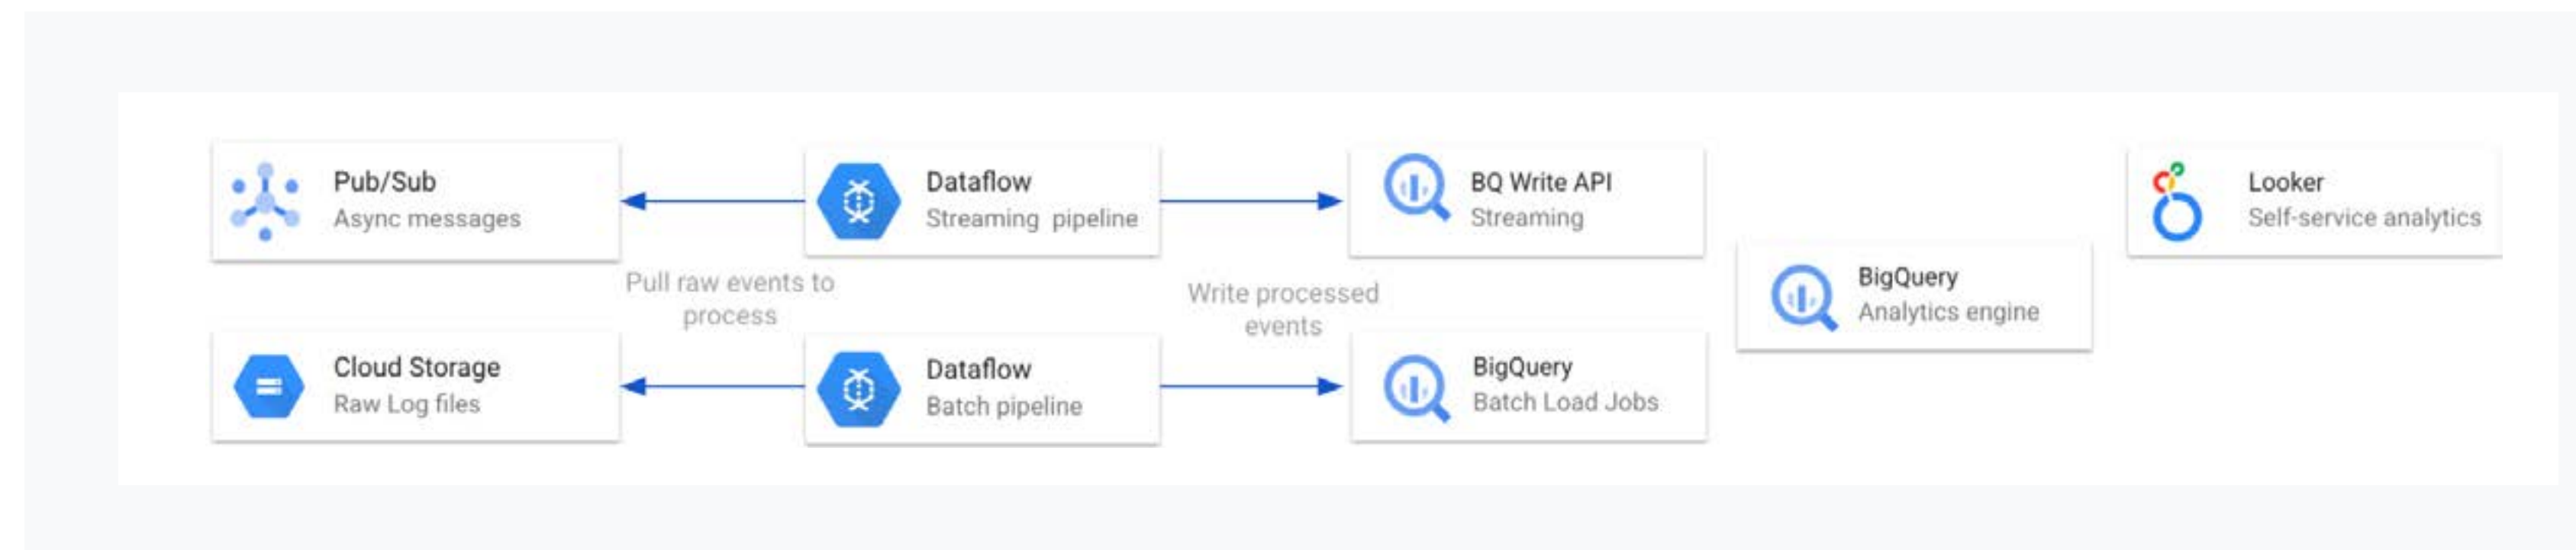 Pub/Sub
Async messages
Dataflow
Streaming pipeline
BQ Write API
Streaming
Looker
Self-service analytics
Pull raw events to
process
Write processed
events
BigQuery
Analytics engine
Cloud Storage
Raw Log files
Dataflow
Batch pipeline
BigQuery
Batch Load Jobs